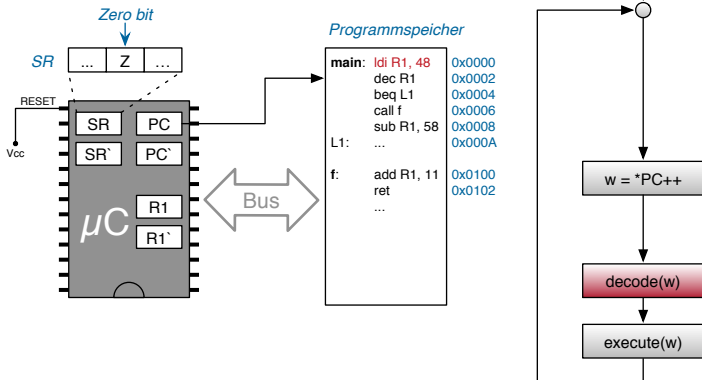 Zero bit
SR ... Z ...
RESET
Vcc
SR PC
SR` PC`
R1
R1`
µC
Bus
Programmspeicher
main: ldi R1, 48 0x0000
dec R1 0x0002
beq L1 0x0004
call f 0x0006
sub R1, 58 0x0008
L1: ... 0x000A
f: add R1, 11 0x0100
ret 0x0102
...
w = *PC++
decode(w)
execute(w)